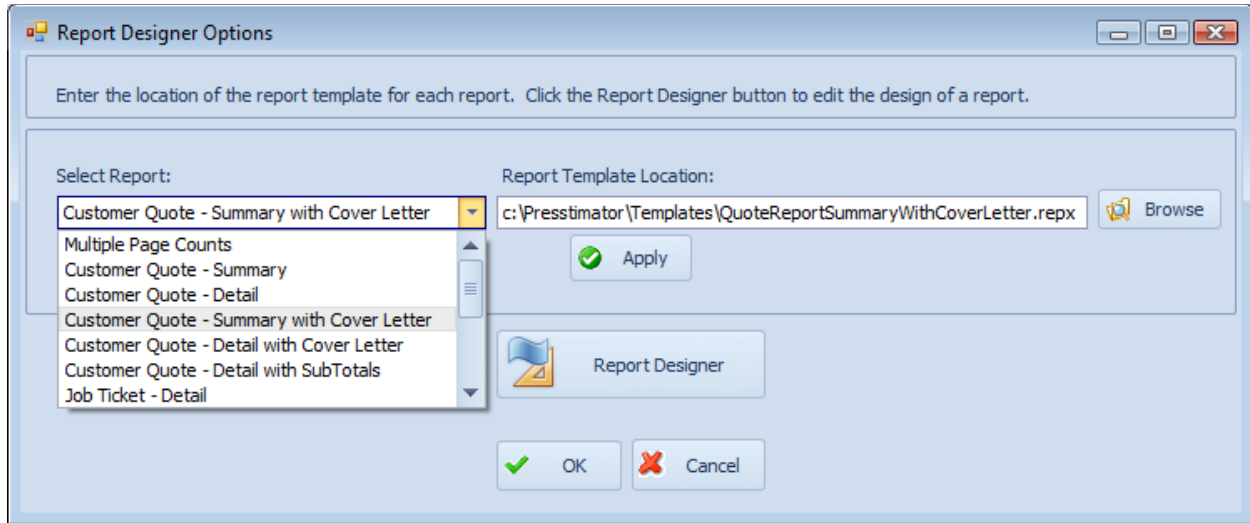 Report Designer Options
Enter the location of the report template for each report.  Click the Report Designer button to edit the design of a report.
Select Report:
Report Template Location:
Customer Quote - Summary with Cover Letter
c:\Presstimator\Templates\QuoteReportSummaryWithCoverLetter.repx
Browse
Multiple Page Counts
Customer Quote - Summary
Customer Quote - Detail
Customer Quote - Summary with Cover Letter
Customer Quote - Detail with Cover Letter
Customer Quote - Detail with SubTotals
Job Ticket - Detail
Apply
Report Designer
OK
Cancel